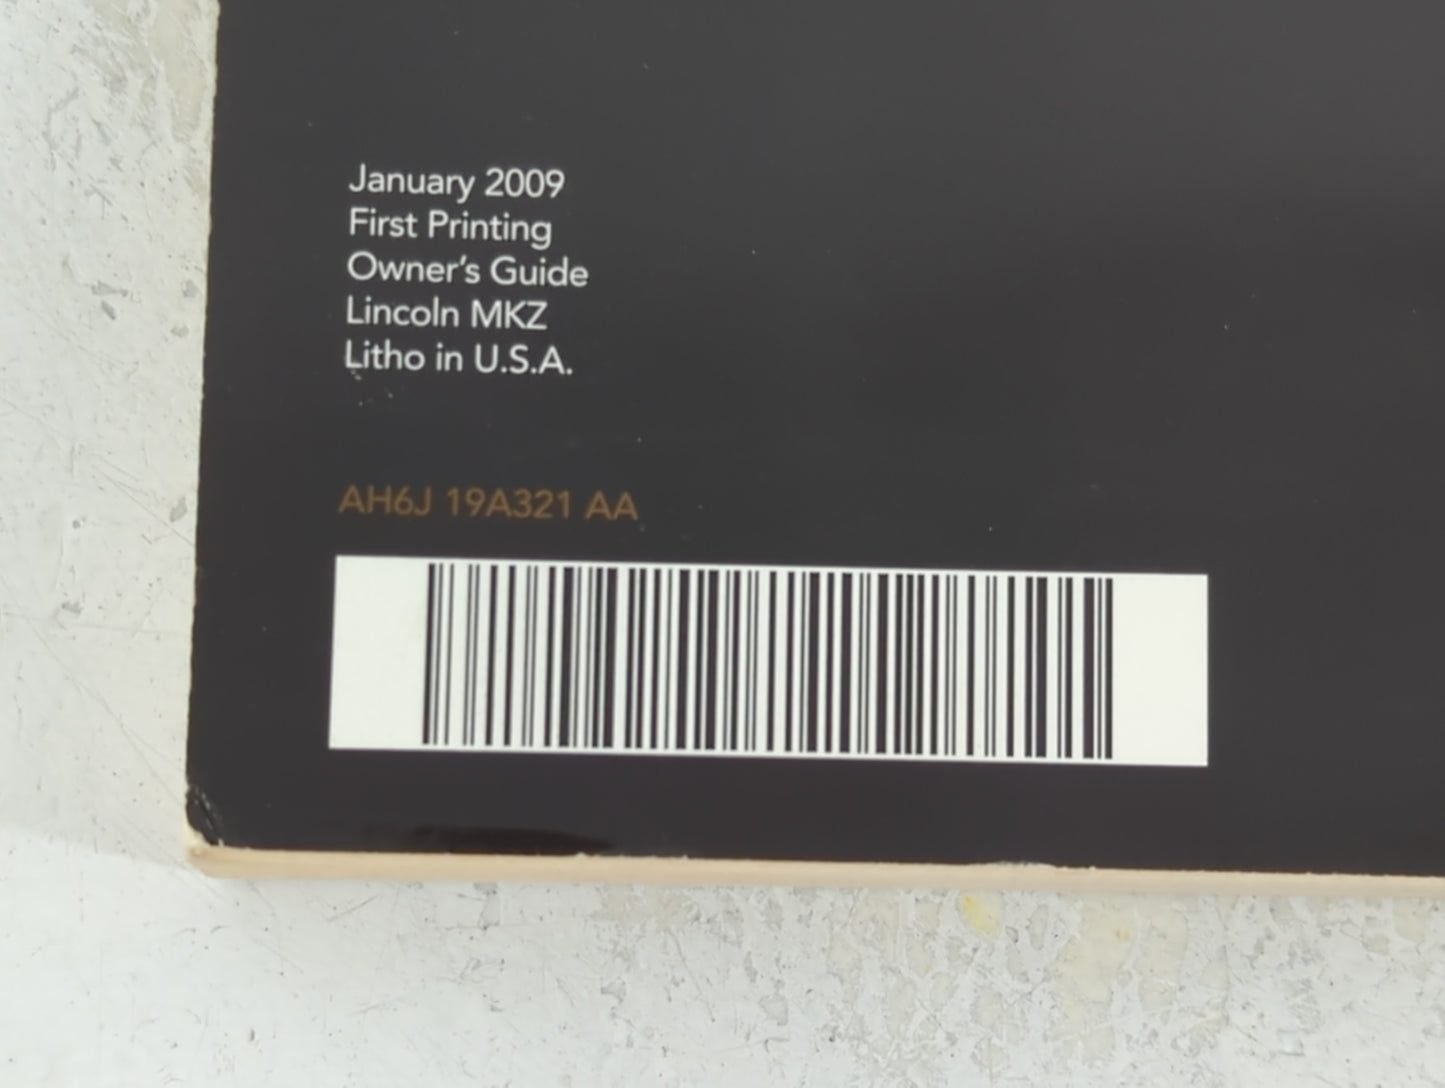 January 2009
First Printing
Owner's Guide
Lincoln MKZ
Litho in U.S.A.
AH6J 19A321 AA